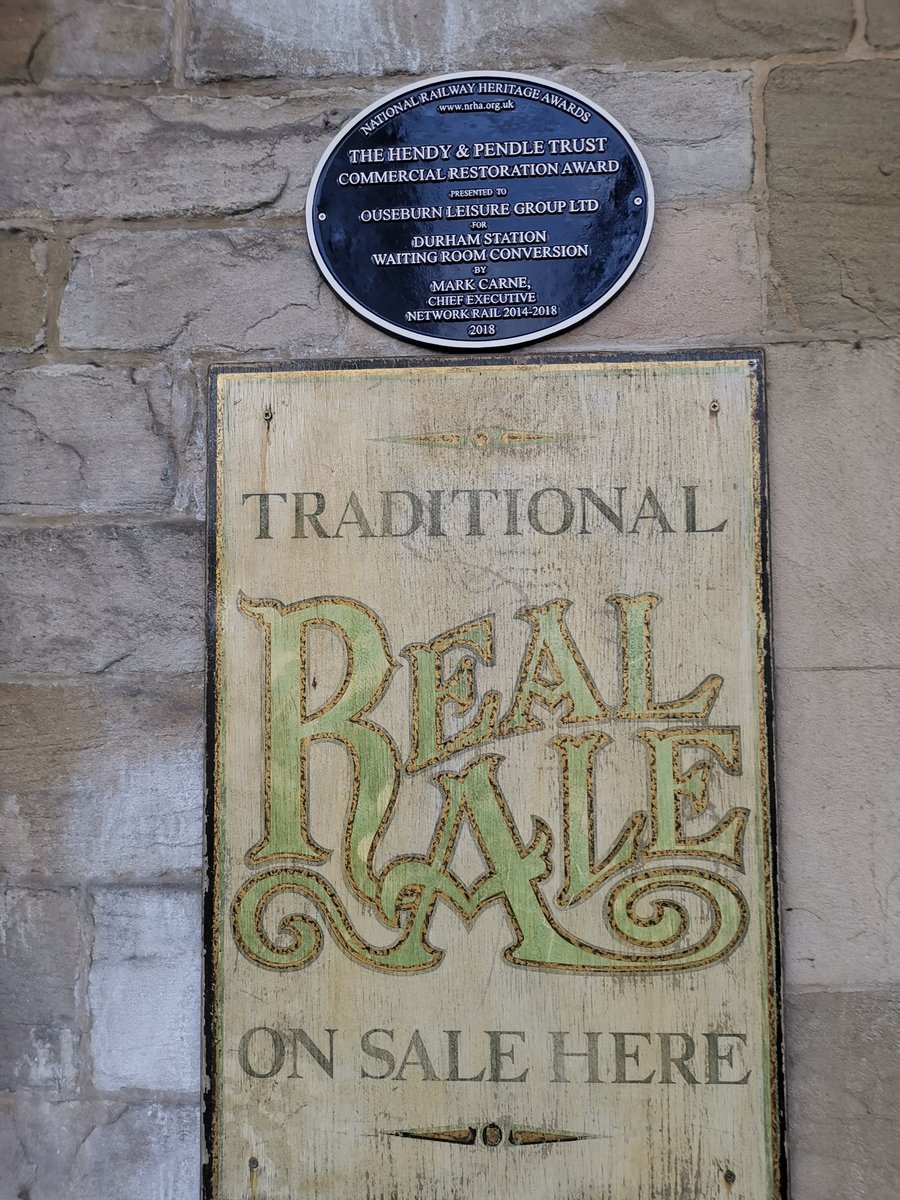 NATIONAL RAILWAY HERITAGE AWARDS
www.nrha.org.uk
THE HENDY & PENDLE TRUST
COMMERCIAL RESTORATION AWARD
PRESENTED TO
OUSEBURN LEISURE GROUP LTD
FOR
DURHAM STATION
WAITING ROOM CONVERSION
BY
MARK CARNE,
CHIEF EXECUTIVE
NETWORK RAIL 2014-2018
2018
TRADITIONAL
REAL
ALE
ON SALE HERE